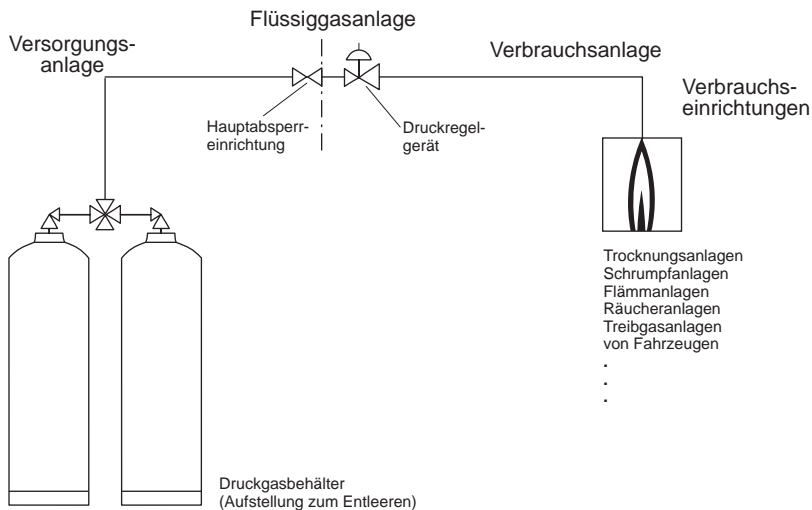 Flüssiggasanlage
Versorgungs-
anlage
Verbrauchsanlage
Verbrauchs-
einrichtungen
Hauptabsperr-
einrichtung
Druckregel-
gerät
Trocknungsanlagen
Schrumpfanlagen
Flämmanlagen
Räucheranlagen
Treibgasanlagen
von Fahrzeugen
.
.
.
Druckgasbehälter
(Aufstellung zum Entleeren)